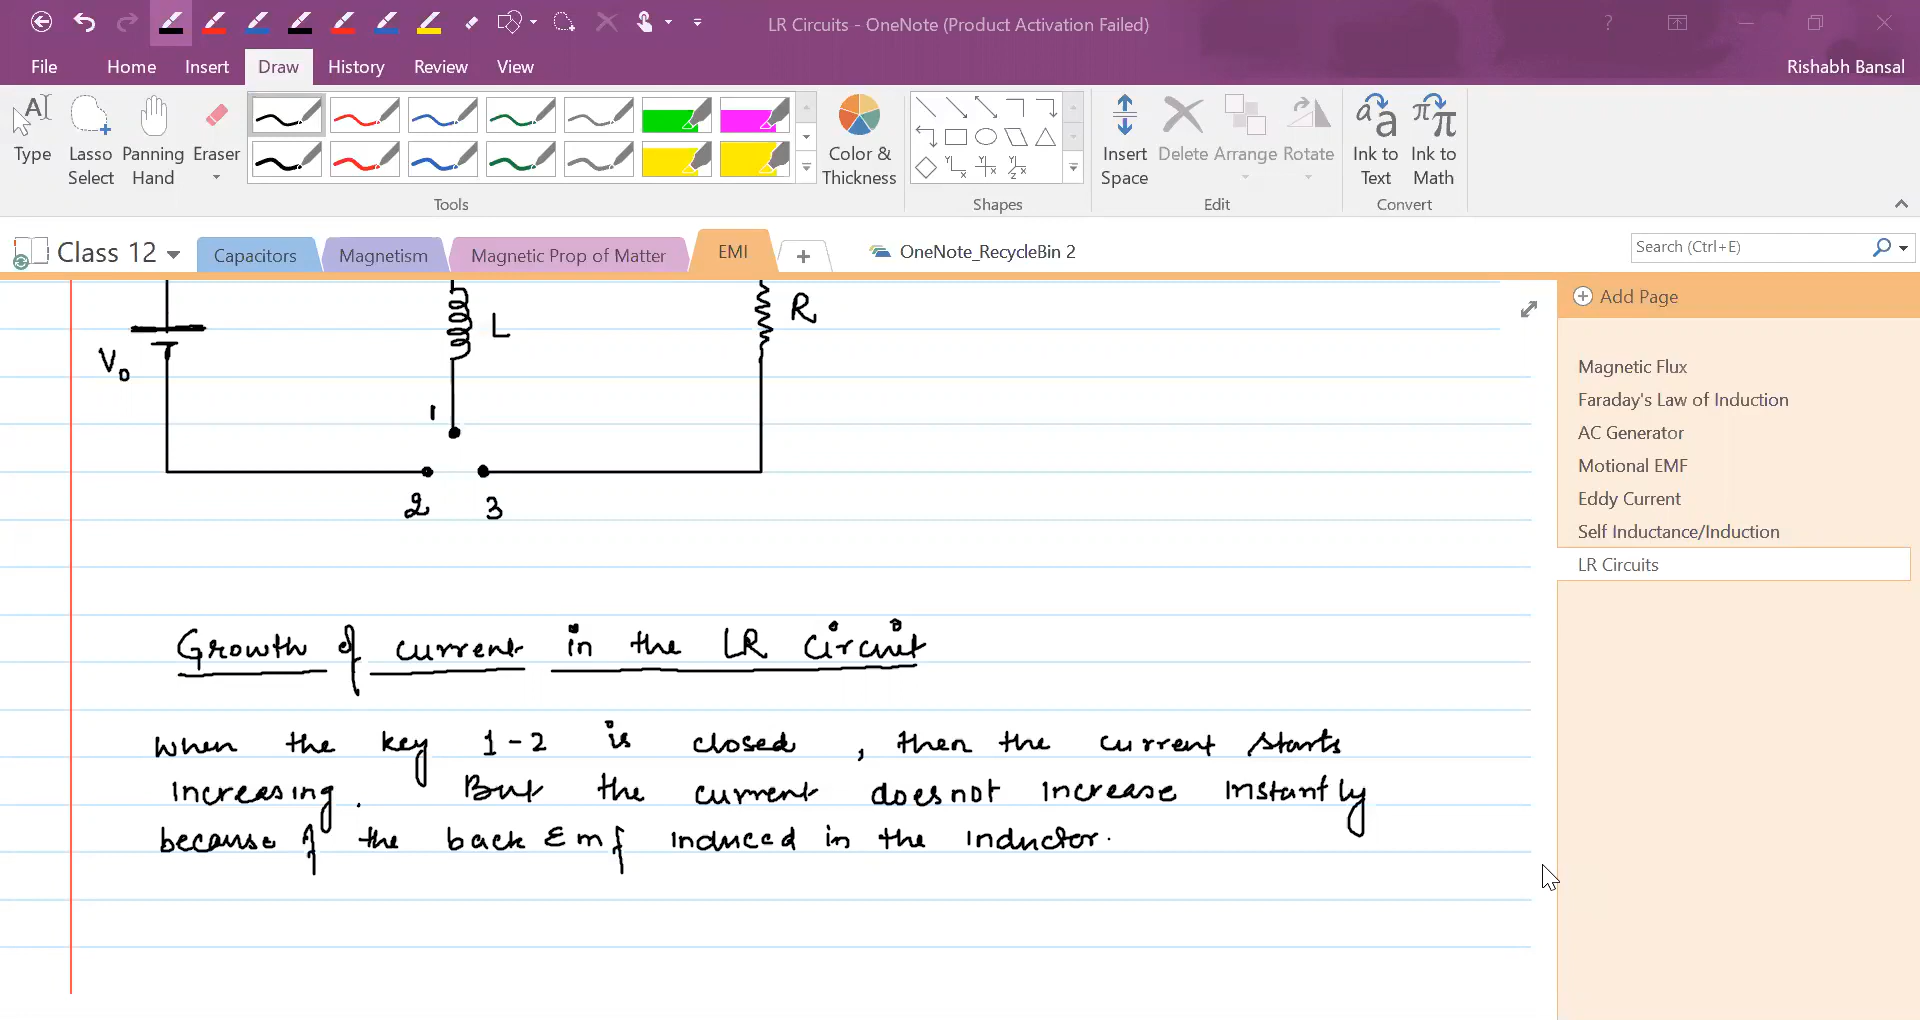 LR Circuits - OneNote (Product Activation Failed)
?
File Home Insert Draw History Review View
Rishabh Bansal
Type
Lasso Select
Panning Hand
Eraser
Color & Thickness
Insert Space
Delete
Arrange
Rotate
Ink to Text
Ink to Math
Tools
Shapes
Edit
Convert
Class 12
Capacitors
Magnetism
Magnetic Prop of Matter
EMI
+
OneNote_RecycleBin 2
Search (Ctrl+E)
Add Page
Magnetic Flux
Faraday's Law of Induction
AC Generator
Motional EMF
Eddy Current
Self Inductance/Induction
LR Circuits
V₀
L
R
1
2
3
Growth of current in the LR circuit
When the key 1-2 is closed, then the current starts
increasing. But the current doesnot increase instantly
because of the back Emf induced in the inductor.